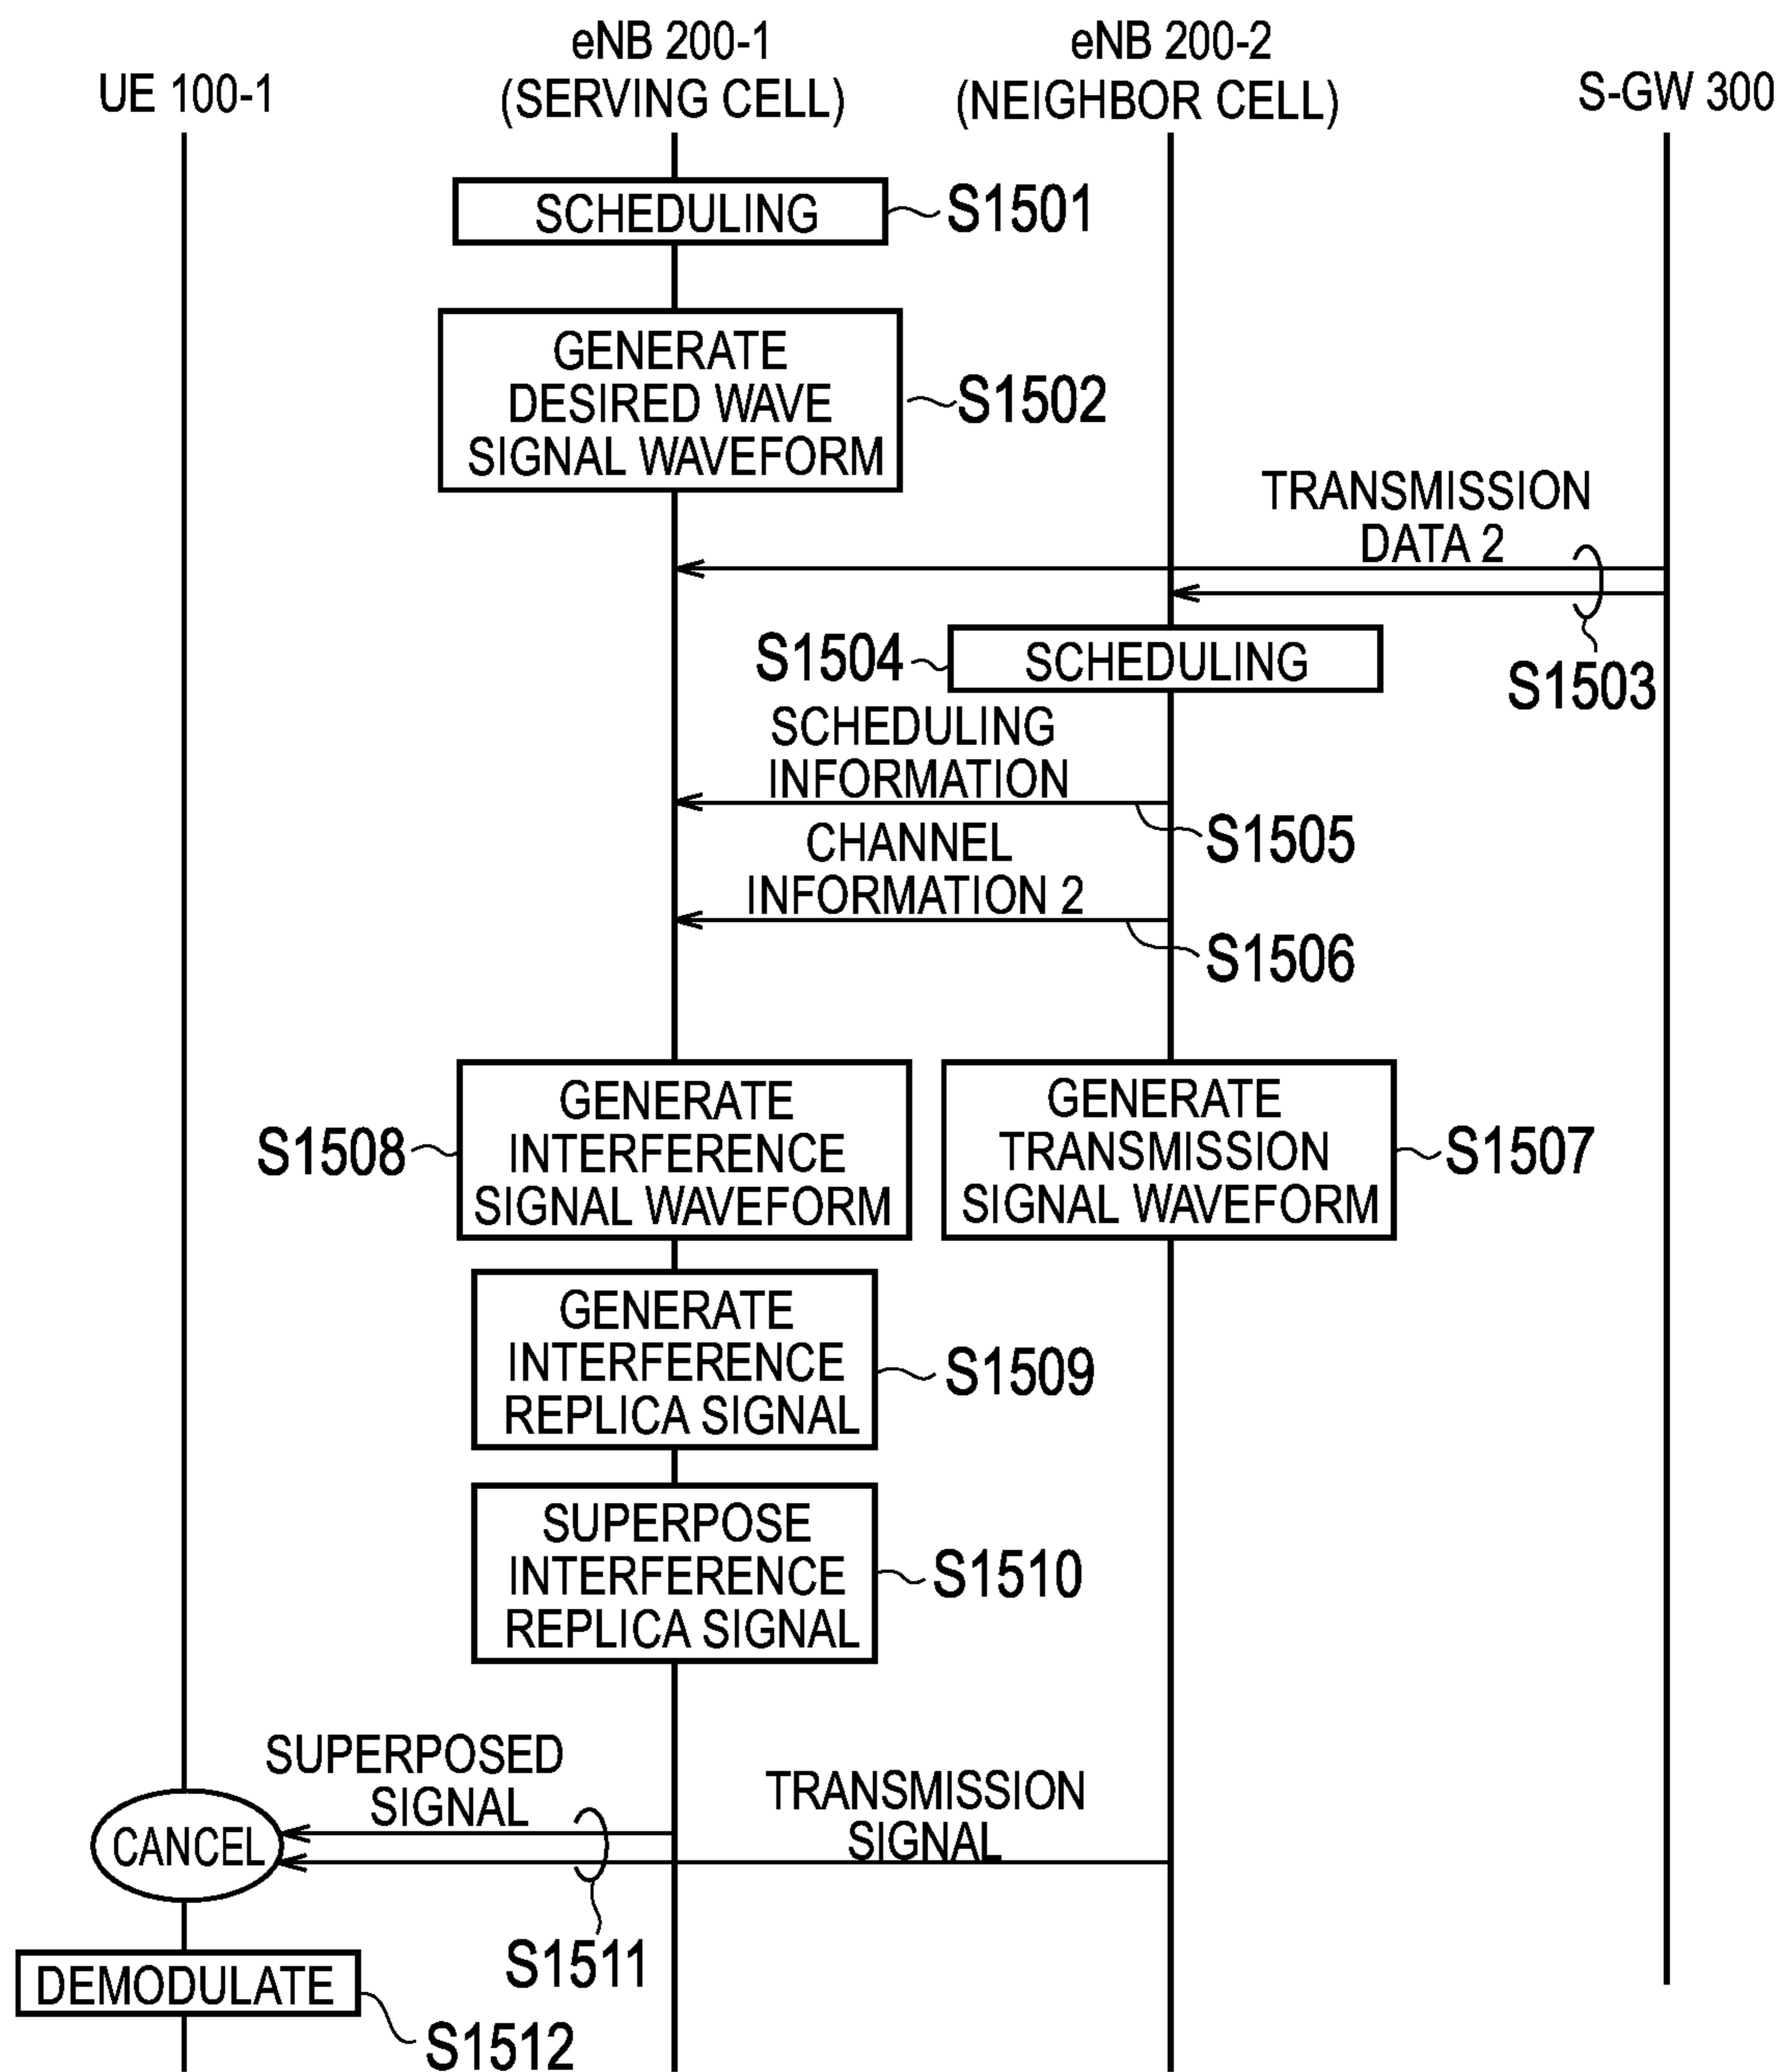 eNB 200-1
eNB 200-2
UE 100-1
(SERVING CELL)
(NEIGHBOR CELL)
S-GW 300
SCHEDULING
S1501
GENERATE
DESIRED WAVE
SIGNAL WAVEFORM
S1502
TRANSMISSION
DATA 2
S1503
S1504
SCHEDULING
SCHEDULING
INFORMATION
S1505
CHANNEL
INFORMATION 2
S1506
S1508
GENERATE
INTERFERENCE
SIGNAL WAVEFORM
GENERATE
TRANSMISSION
SIGNAL WAVEFORM
S1507
GENERATE
INTERFERENCE
REPLICA SIGNAL
S1509
SUPERPOSE
INTERFERENCE
REPLICA SIGNAL
S1510
SUPERPOSED
SIGNAL
TRANSMISSION
SIGNAL
CANCEL
S1511
DEMODULATE
S1512